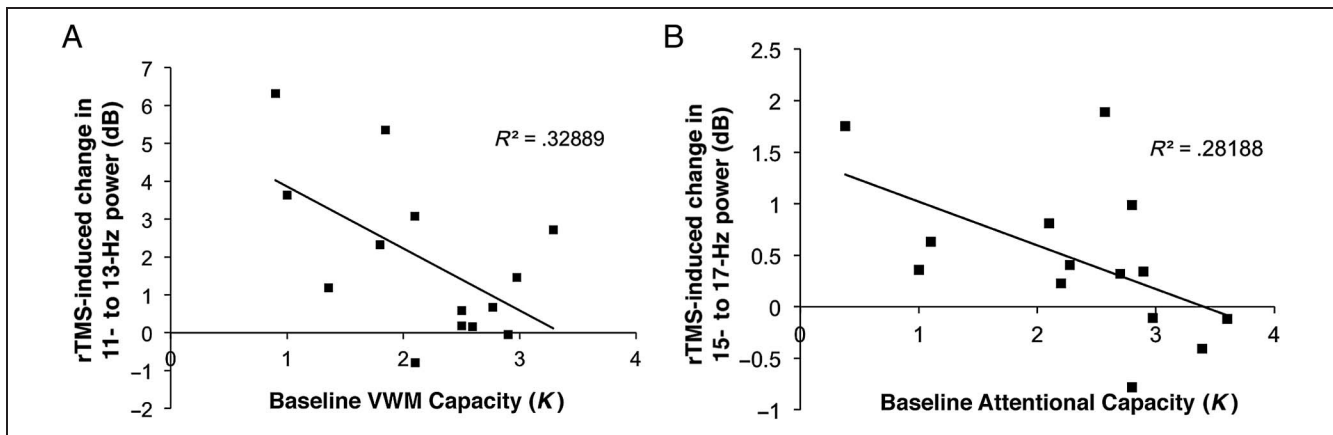 A
rTMS-induced change in
11- to 13-Hz power (dB)
7
6
5
4
3
2
1
0
−1
−2
0
1
2
3
4
R² = .32889
Baseline VWM Capacity (K)
B
rTMS-induced change in
15- to 17-Hz power (dB)
2.5
2
1.5
1
0.5
0
−0.5
−1
0
1
2
3
4
R² = .28188
Baseline Attentional Capacity (K)